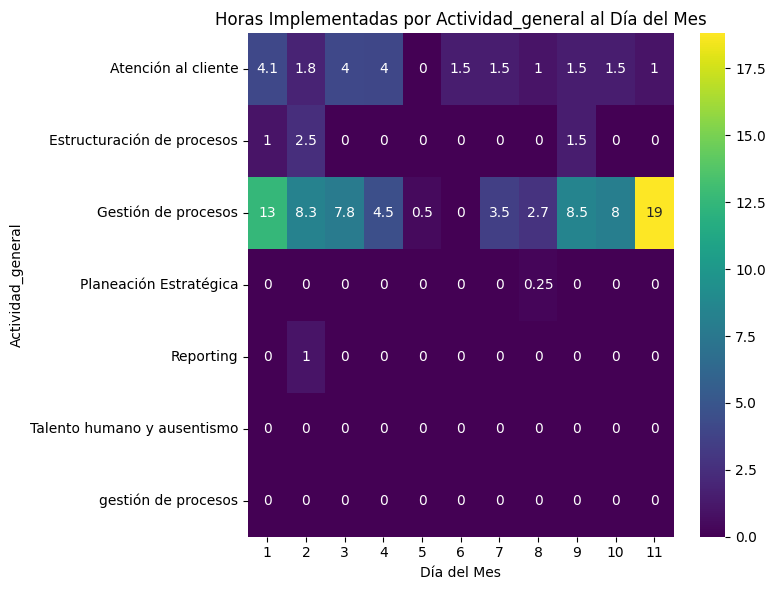 Horas Implementadas por Actividad_general al Día del Mes
Atención al cliente 4.1 1.8 4 4 0 1.5 1.5 1 1.5 1.5 1
Estructuración de procesos 1 2.5 0 0 0 0 0 0 1.5 0 0
Gestión de procesos 13 8.3 7.8 4.5 0.5 0 3.5 2.7 8.5 8 19
Planeación Estratégica 0 0 0 0 0 0 0 0.25 0 0 0
Reporting 0 1 0 0 0 0 0 0 0 0 0
Talento humano y ausentismo 0 0 0 0 0 0 0 0 0 0 0
gestión de procesos 0 0 0 0 0 0 0 0 0 0 0
1 2 3 4 5 6 7 8 9 10 11
Día del Mes
Actividad_general
17.5
15.0
12.5
10.0
7.5
5.0
2.5
0.0